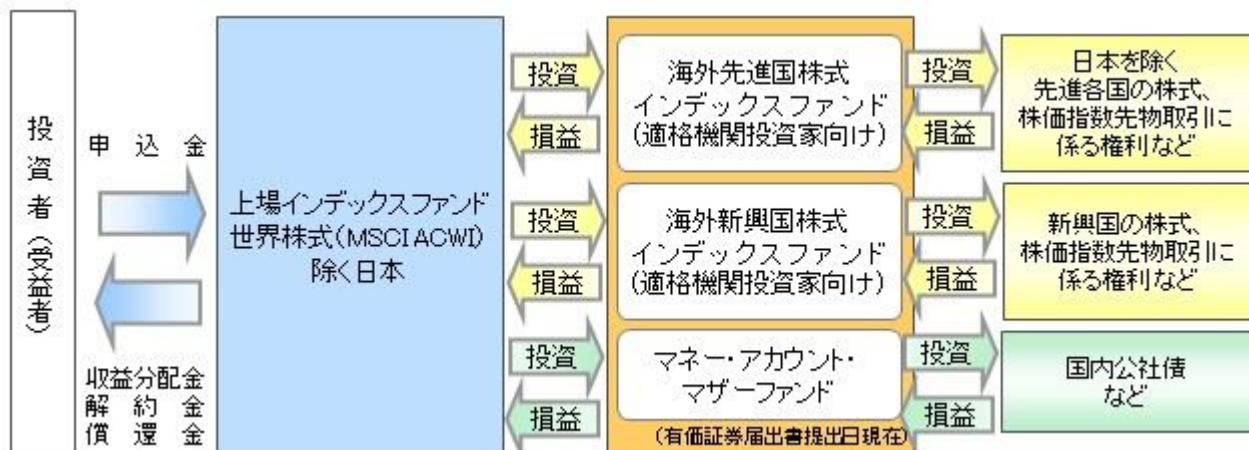 投資者(受益者)
申込金
収益分配金
解約金
償還金
上場インデックスファンド
世界株式(MSCI ACWI)
除く日本
投資
損益
投資
損益
投資
損益
海外先進国株式
インデックスファンド
(適格機関投資家向け)
海外新興国株式
インデックスファンド
(適格機関投資家向け)
マネー・アカウント・
マザーファンド
(有価証券届出書提出日現在)
投資
損益
投資
損益
投資
損益
日本を除く
先進各国の株式、
株価指数先物取引に
係る権利など
新興国の株式、
株価指数先物取引に
係る権利など
国内公社債
など